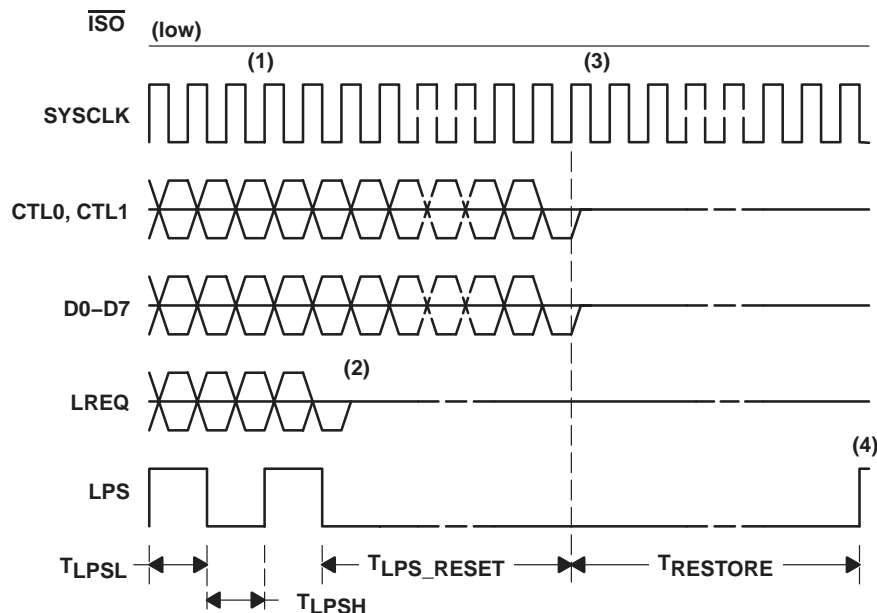 ISO
(low)
(1)
(3)
SYSCLK
CTL0, CTL1
D0–D7
(2)
LREQ
(4)
LPS
TLPSL
TLPS_RESET
TRESTORE
TLPSH